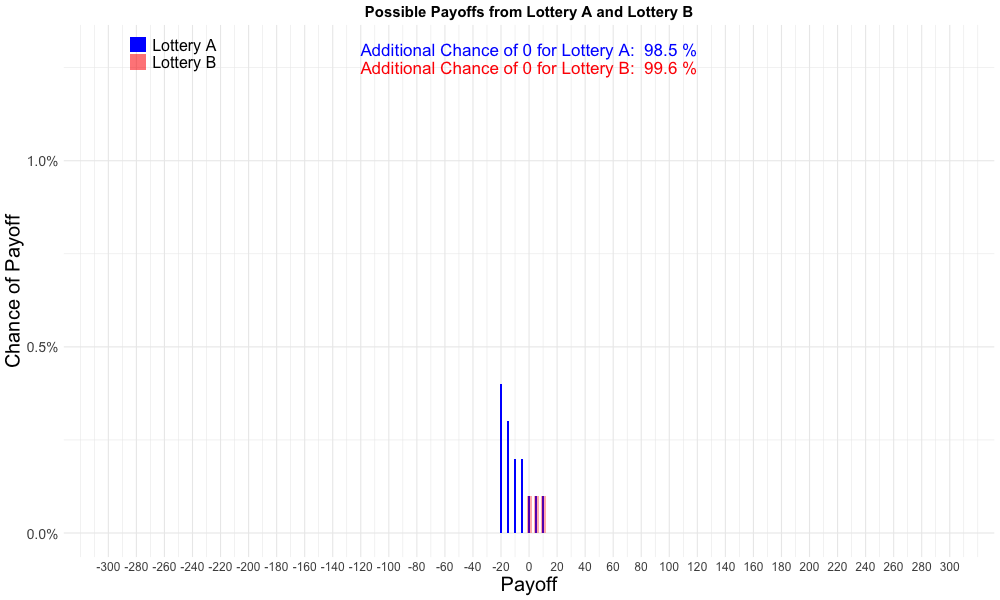 Possible Payoffs from Lottery A and Lottery B
Lottery A
Lottery B
Additional Chance of 0 for Lottery A:  98.5 %
Additional Chance of 0 for Lottery B:  99.6 %
Chance of Payoff
1.0%
0.5%
0.0%
-300 -280 -260 -240 -220 -200 -180 -160 -140 -120 -100 -80 -60 -40 -20 0 20 40 60 80 100 120 140 160 180 200 220 240 260 280 300
Payoff